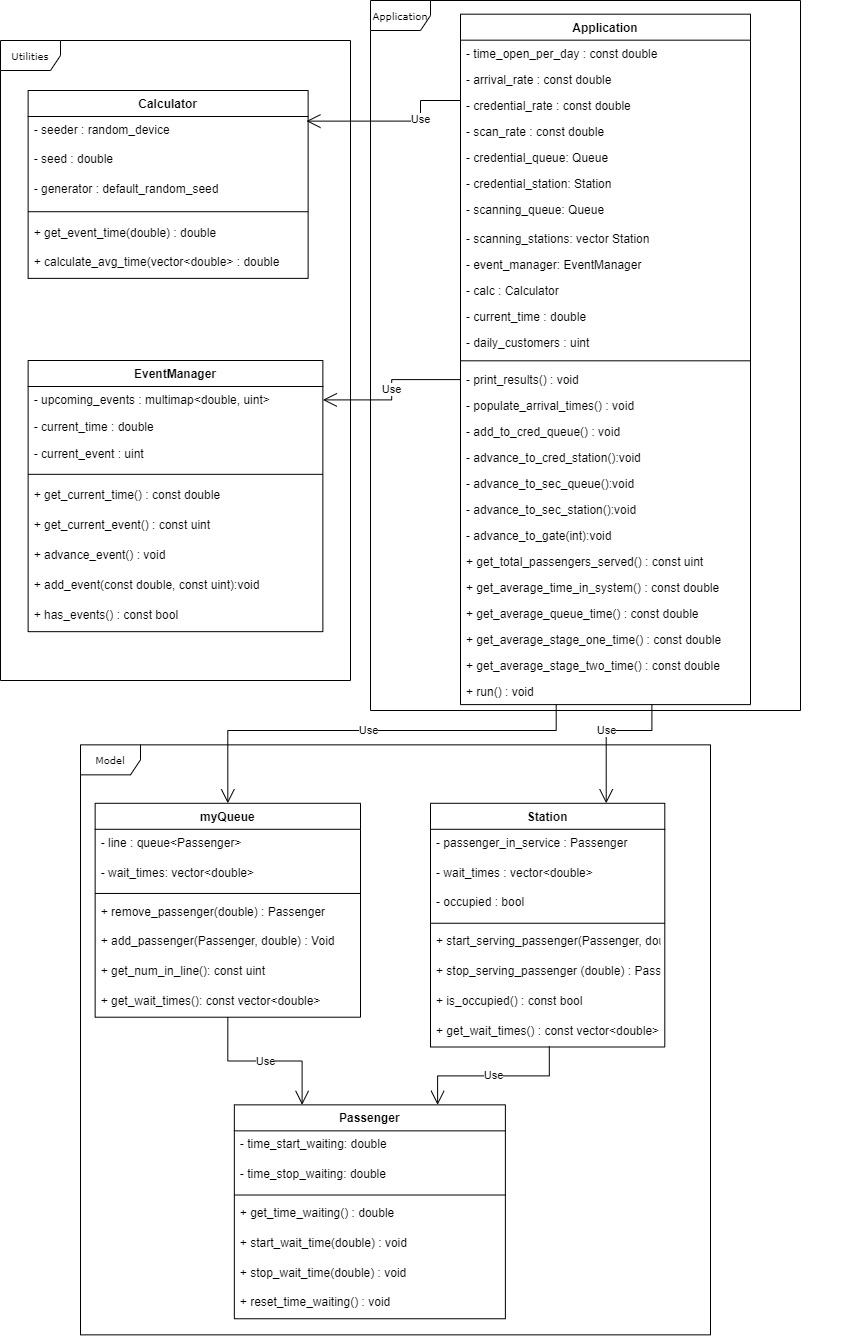 Application
Application
- time_open_per_day : const double
- arrival_rate : const double
- credential_rate : const double
- scan_rate : const double
- credential_queue: Queue
- credential_station: Station
- scanning_queue: Queue
- scanning_stations: vector Station
- event_manager: EventManager
- calc : Calculator
- current_time : double
- daily_customers : uint
- print_results() : void
- populate_arrival_times() : void
- add_to_cred_queue() : void
- advance_to_cred_station():void
- advance_to_sec_queue():void
- advance_to_sec_station():void
- advance_to_gate(int):void
+ get_total_passengers_served() : const uint
+ get_average_time_in_system() : const double
+ get_average_queue_time() : const double
+ get_average_stage_one_time() : const double
+ get_average_stage_two_time() : const double
+ run() : void
Utilities
Calculator
- seeder : random_device
- seed : double
- generator : default_random_seed
+ get_event_time(double) : double
+ calculate_avg_time(vector<double> : double
Use
EventManager
- upcoming_events : multimap<double, uint>
- current_time : double
- current_event : uint
+ get_current_time() : const double
+ get_current_event() : const uint
+ advance_event() : void
+ add_event(const double, const uint):void
+ has_events() : const bool
Use
Use
Use
Model
myQueue
- line : queue<Passenger>
- wait_times: vector<double>
+ remove_passenger(double) : Passenger
+ add_passenger(Passenger, double) : Void
+ get_num_in_line(): const uint
+ get_wait_times(): const vector<double>
Station
- passenger_in_service : Passenger
- wait_times : vector<double>
- occupied : bool
+ start_serving_passenger(Passenger, dou
+ stop_serving_passenger (double) : Pass
+ is_occupied() : const bool
+ get_wait_times() : const vector<double>
Use
Use
Passenger
- time_start_waiting: double
- time_stop_waiting: double
+ get_time_waiting() : double
+ start_wait_time(double) : void
+ stop_wait_time(double) : void
+ reset_time_waiting() : void